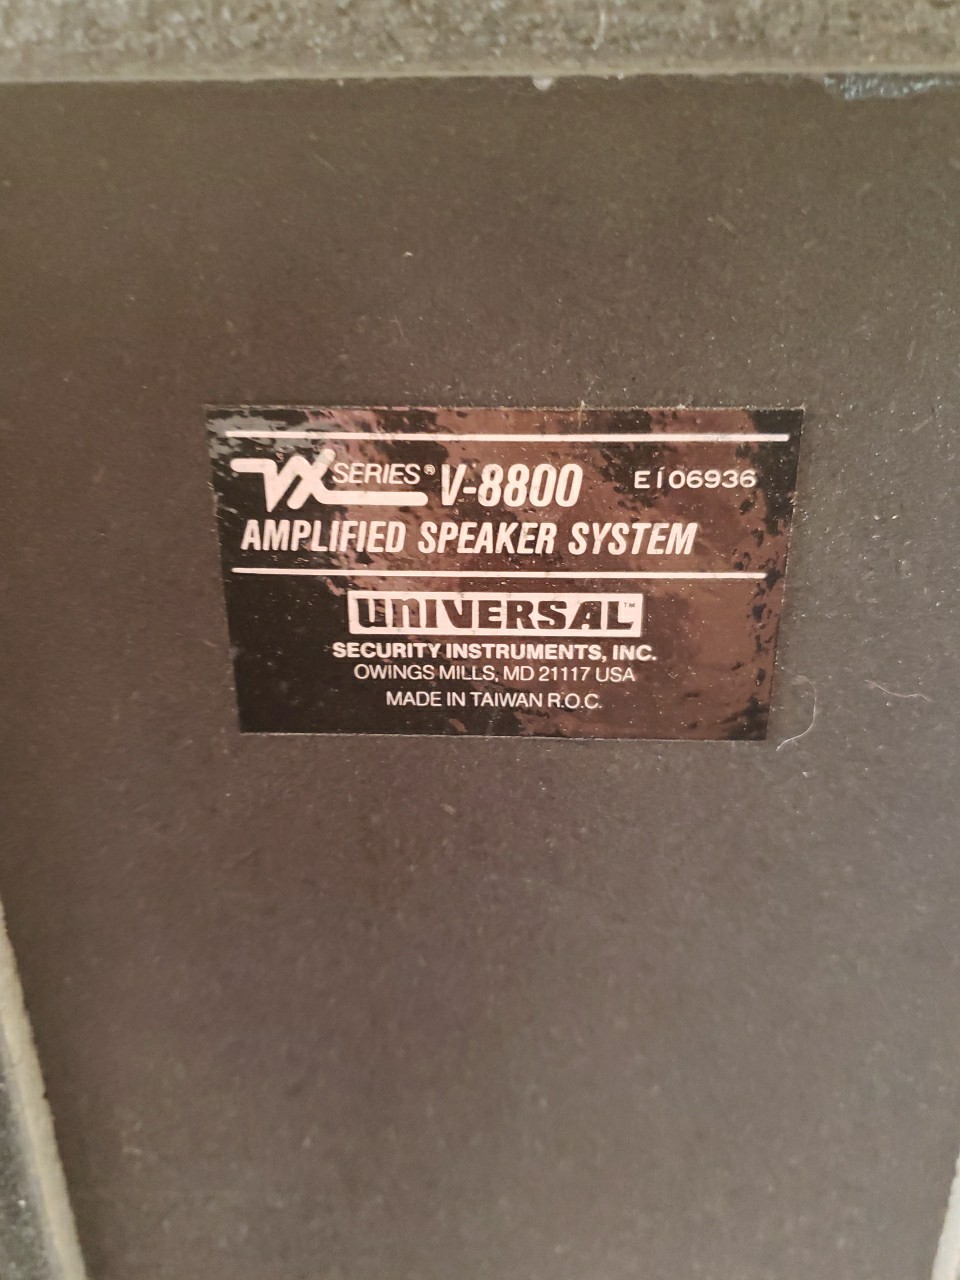 VX SERIES® V-8800 E106936
AMPLIFIED SPEAKER SYSTEM
UNIVERSAL™
SECURITY INSTRUMENTS, INC.
OWINGS MILLS, MD 21117 USA
MADE IN TAIWAN R.O.C.